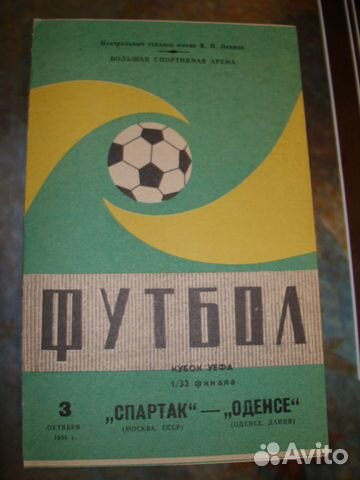 Центральный стадион имени В. И. Ленина
БОЛЬШАЯ СПОРТИВНАЯ АРЕНА
ФУТБОЛ
КУБОК УЕФА
1/32 финала
3
ОКТЯБРЯ
1984 г.
„СПАРТАК“ — „ОДЕНСЕ“
(МОСКВА, СССР)
(ОДЕНСЕ, ДАНИЯ)
Avito